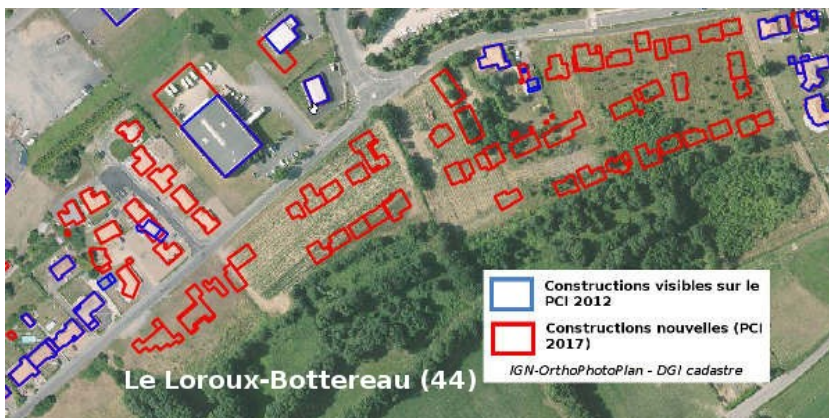 Constructions visibles sur le
PCI 2012
Constructions nouvelles (PCI
2017)
IGN-OrthoPhotoPlan - DGI cadastre
Le Loroux-Bottereau (44)